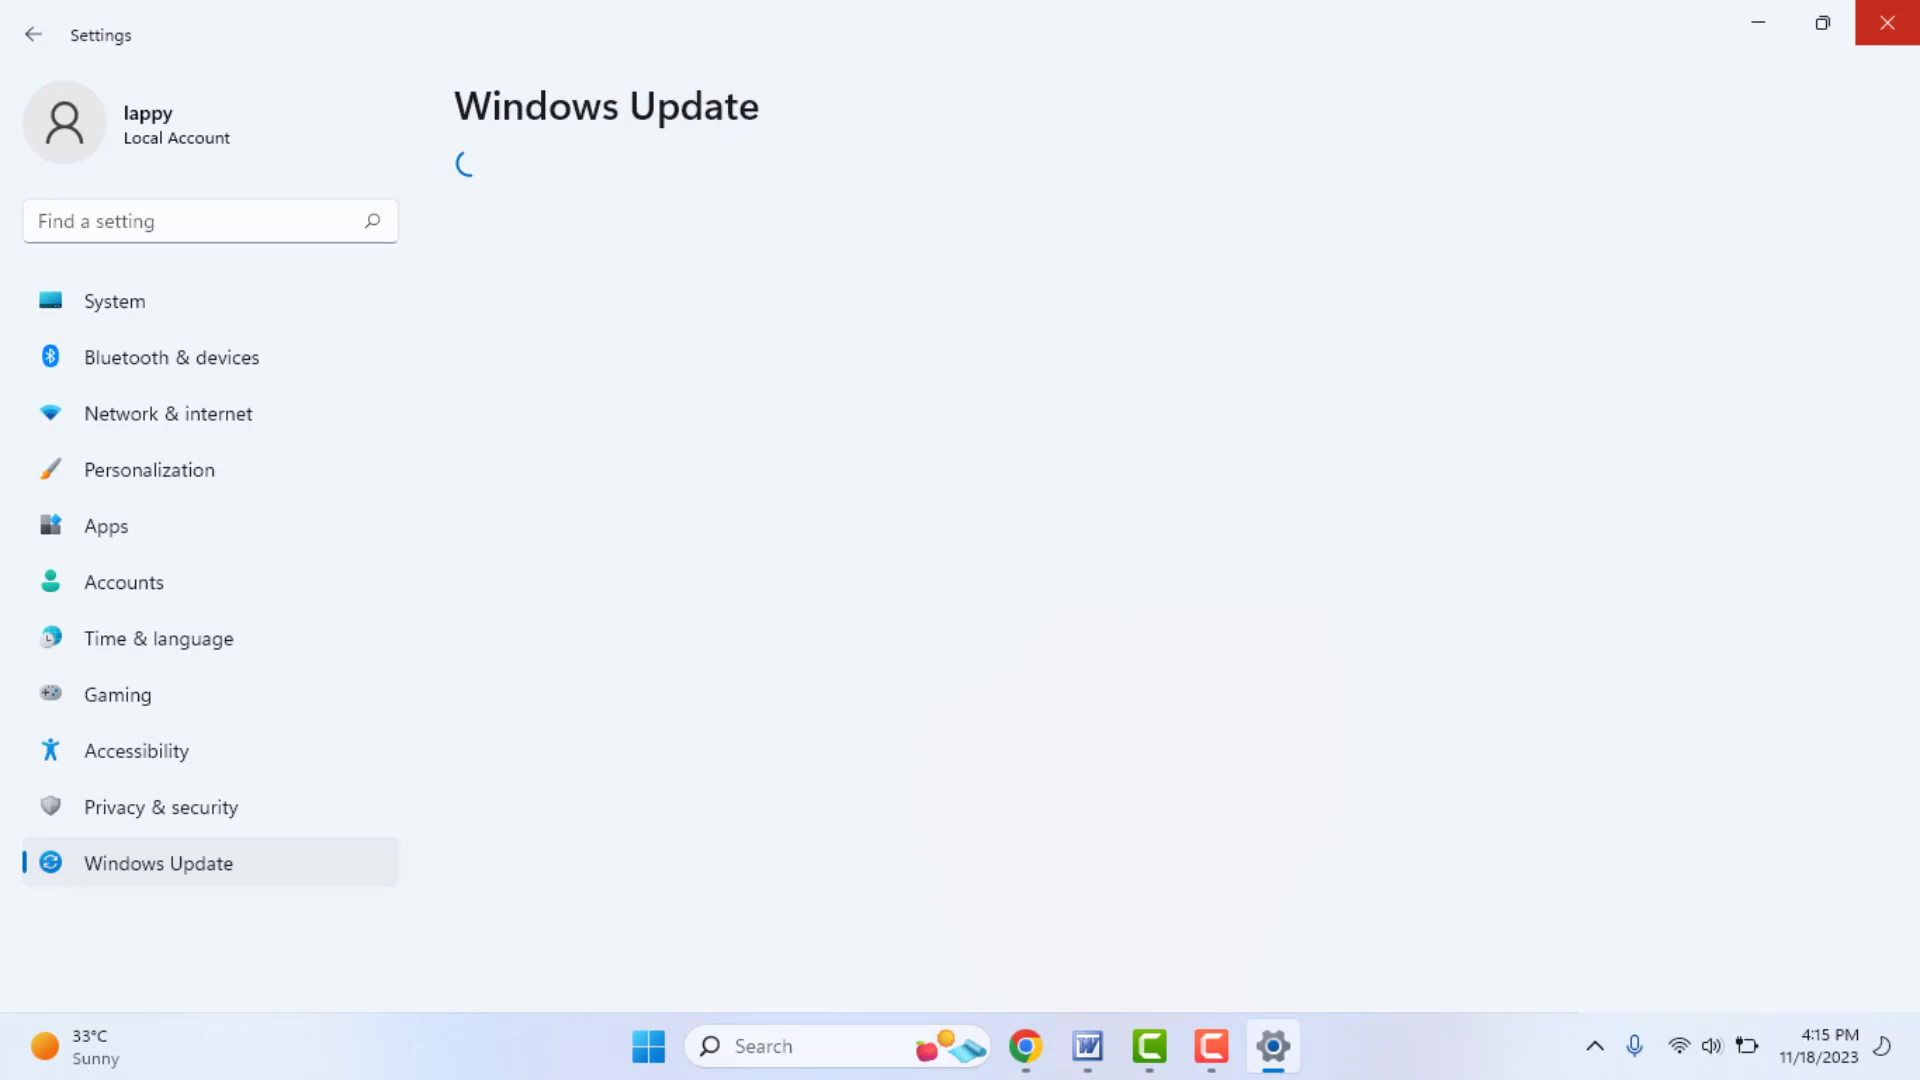 Settings
lappy
Local Account
Find a setting
System
Bluetooth & devices
Network & internet
Personalization
Apps
Accounts
Time & language
Gaming
Accessibility
Privacy & security
Windows Update
Windows Update
33°C
Sunny
Search
4:15 PM
11/18/2023